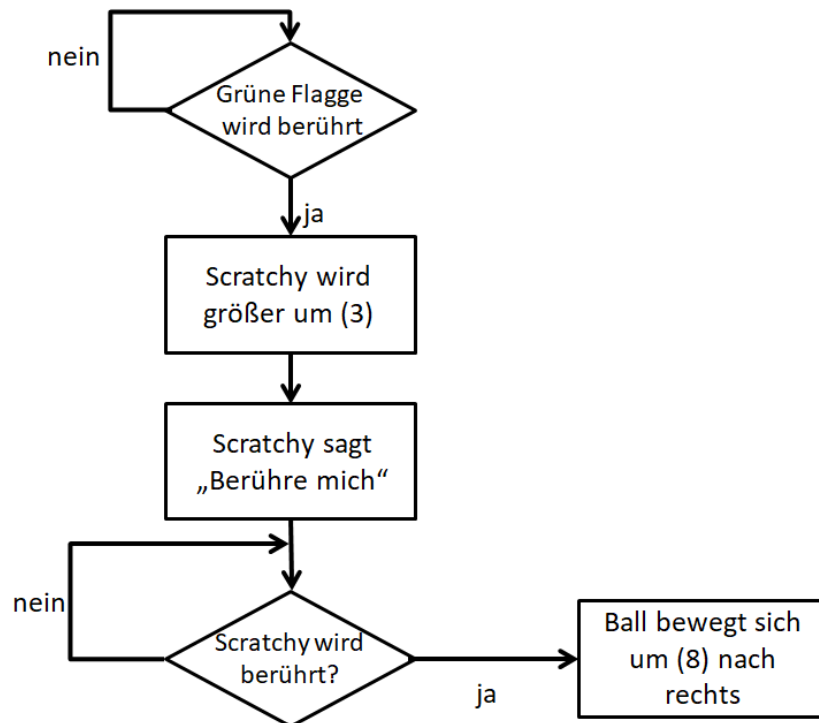 nein
Grüne Flagge
wird berührt
ja
Scratchy wird
größer um (3)
Scratchy sagt
„Berühre mich“
nein
Scratchy wird
berührt?
ja
Ball bewegt sich
um (8) nach
rechts